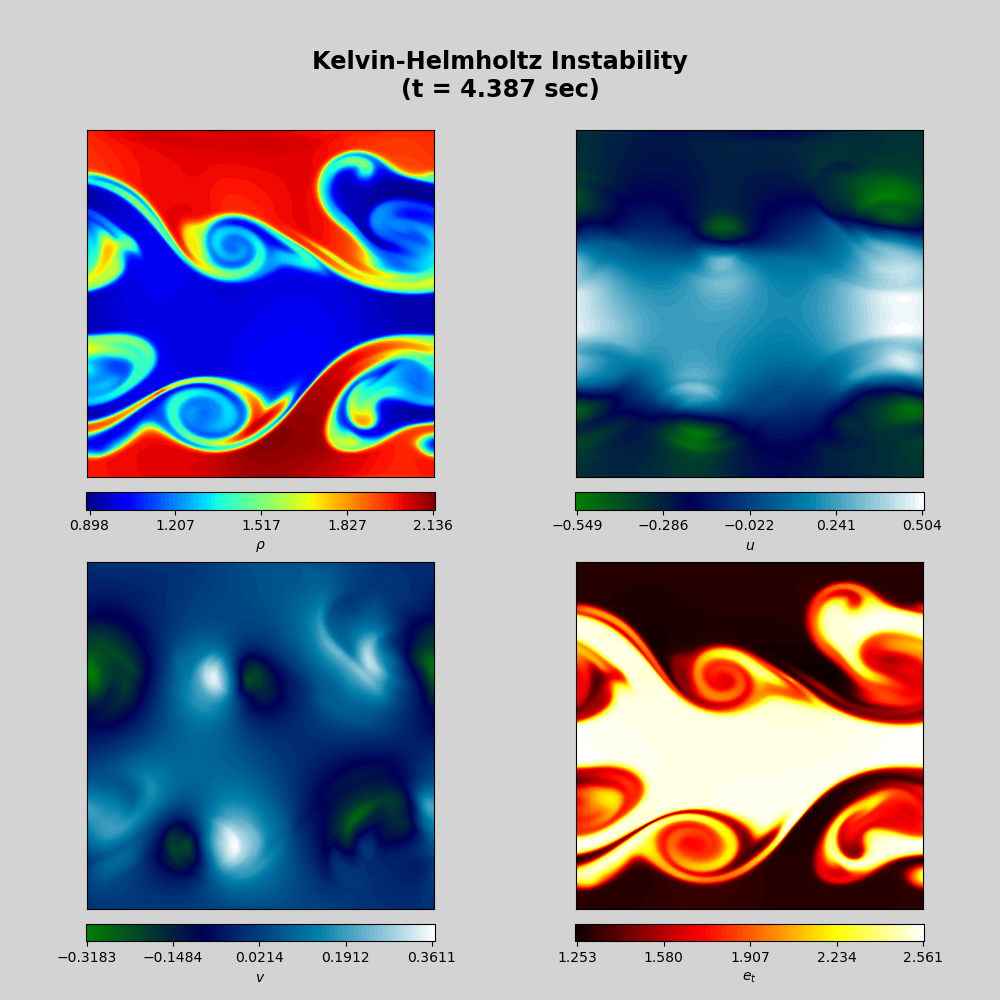 Kelvin-Helmholtz Instability
(t = 4.387 sec)
0.898 1.207 1.517 1.827 2.136
ρ
−0.549 −0.286 −0.022 0.241 0.504
u
−0.3183 −0.1484 0.0214 0.1912 0.3611
v
1.253 1.580 1.907 2.234 2.561
eₜ